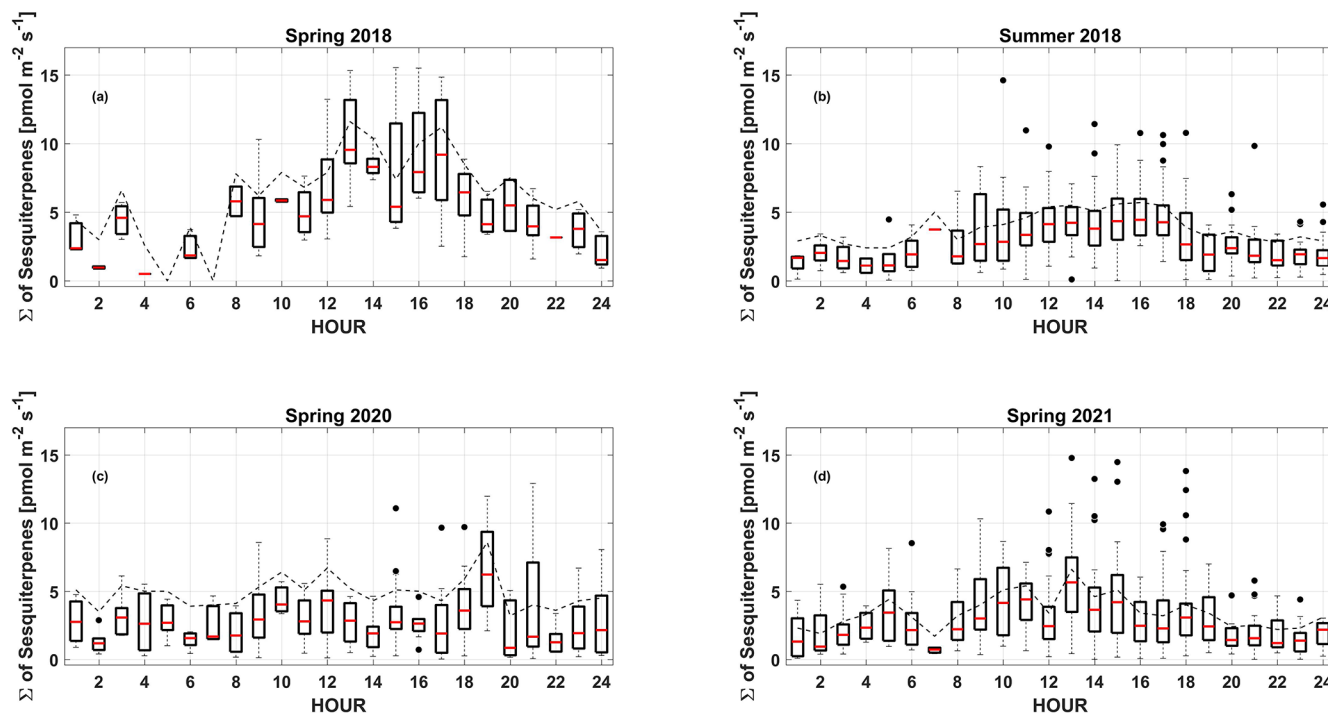 Spring 2018
Σ of Sesquiterpenes [pmol m-2 s-1]
(a)
15
10
5
0
2 4 6 8 10 12 14 16 18 20 22 24
HOUR
Summer 2018
Σ of Sesquiterpenes [pmol m-2 s-1]
(b)
15
10
5
0
2 4 6 8 10 12 14 16 18 20 22 24
HOUR
Spring 2020
Σ of Sesquiterpenes [pmol m-2 s-1]
(c)
15
10
5
0
2 4 6 8 10 12 14 16 18 20 22 24
HOUR
Spring 2021
Σ of Sesquiterpenes [pmol m-2 s-1]
(d)
15
10
5
0
2 4 6 8 10 12 14 16 18 20 22 24
HOUR